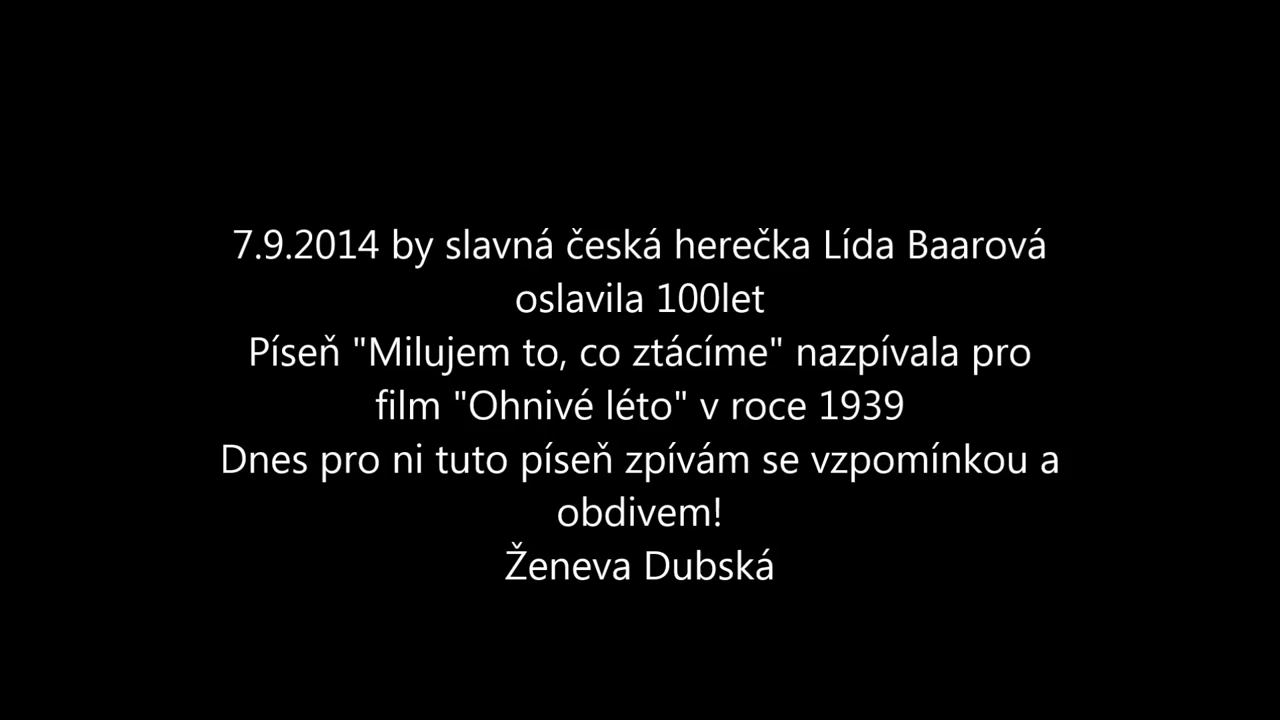 7.9.2014 by slavná česká herečka Lída Baarová
oslavila 100let
Píseň "Milujem to, co ztácíme" nazpívala pro
film "Ohnivé léto" v roce 1939
Dnes pro ni tuto píseň zpívám se vzpomínkou a
obdivem!
Ženeva Dubská